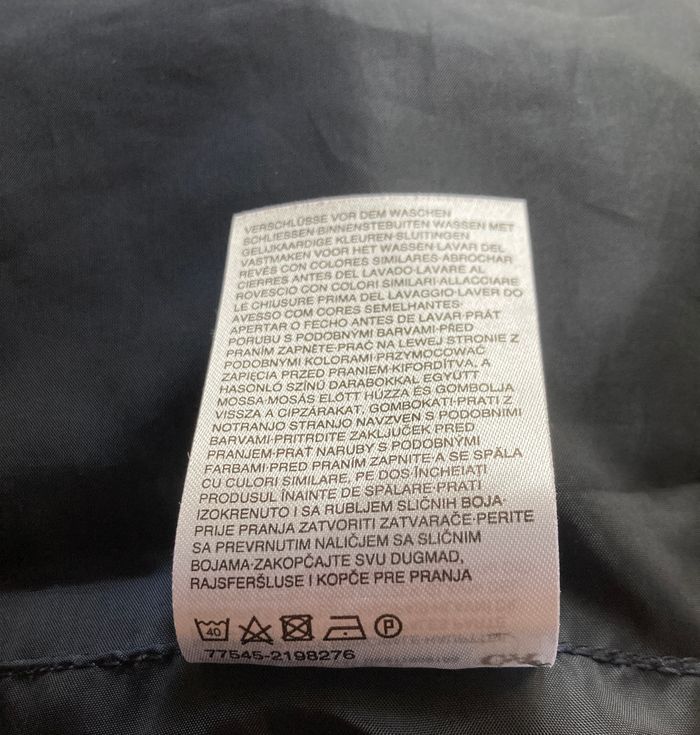 VERSCHLÜSSE VOR DEM WASCHEN
SCHLIESSEN·BINNENSTEBUITEN WASSEN MET
GELIJKAARDIGE KLEUREN·SLUITINGEN
VASTMAKEN VOOR HET WASSEN·LAVAR DEL
REVÉS CON COLORES SIMILARES·ABROCHAR
CIERRES ANTES DEL LAVADO·LAVARE AL
ROVESCIO CON COLORI SIMILARI·ALLACCIARE
LE CHIUSURE PRIMA DEL LAVAGGIO·LAVER DO
AVESSO COM CORES SEMELHANTES·
APERTAR O FECHO ANTES DE LAVAR·PRÁT
PORUBU S PODOBNÝMI BARVAMI·PŘED
PRANÍM ZAPNĚTE·PRAĆ NA LEWEJ STRONIE Z
PODOBNYMI KOLORAMI·PRZYMOCOWAĆ
ZAPIĘCIA PRZED PRANIEM·KIFORDÍTVA, A
HASONLÓ SZÍNŰ DARABOKKAL EGYÜTT
MOSSA·MOSÁS ELŐTT HÚZZA ÉS GOMBOLJA
VISSZA A CIPZÁRAKAT, GOMBOKAT·PRATI Z
NOTRANJO STRANJO NAVZVEN S PODOBNIMI
BARVAMI·PRITRDITE ZAKLJUČEK PRED
PRANJEM·PRAŤ NARUBY S PODOBNÝMI
FARBAMI·PRED PRANÍM ZAPNITE·A SE SPĂLA
CU CULORI SIMILARE, PE DOS·ÎNCHEIAȚI
PRODUSUL ÎNAINTE DE SPĂLARE·PRATI
IZOKRENUTO I SA RUBLJEM SLIČNIH BOJA·
PRIJE PRANJA ZATVORITI ZATVARAČE·PERITE
SA PREVRNUTIM NALIČJEM SA SLIČNIM
BOJAMA·ZAKOPČAJTE SVU DUGMAD,
RAJSFERŠLUSE I KOPČE PRE PRANJA
40 P
77545-2198276